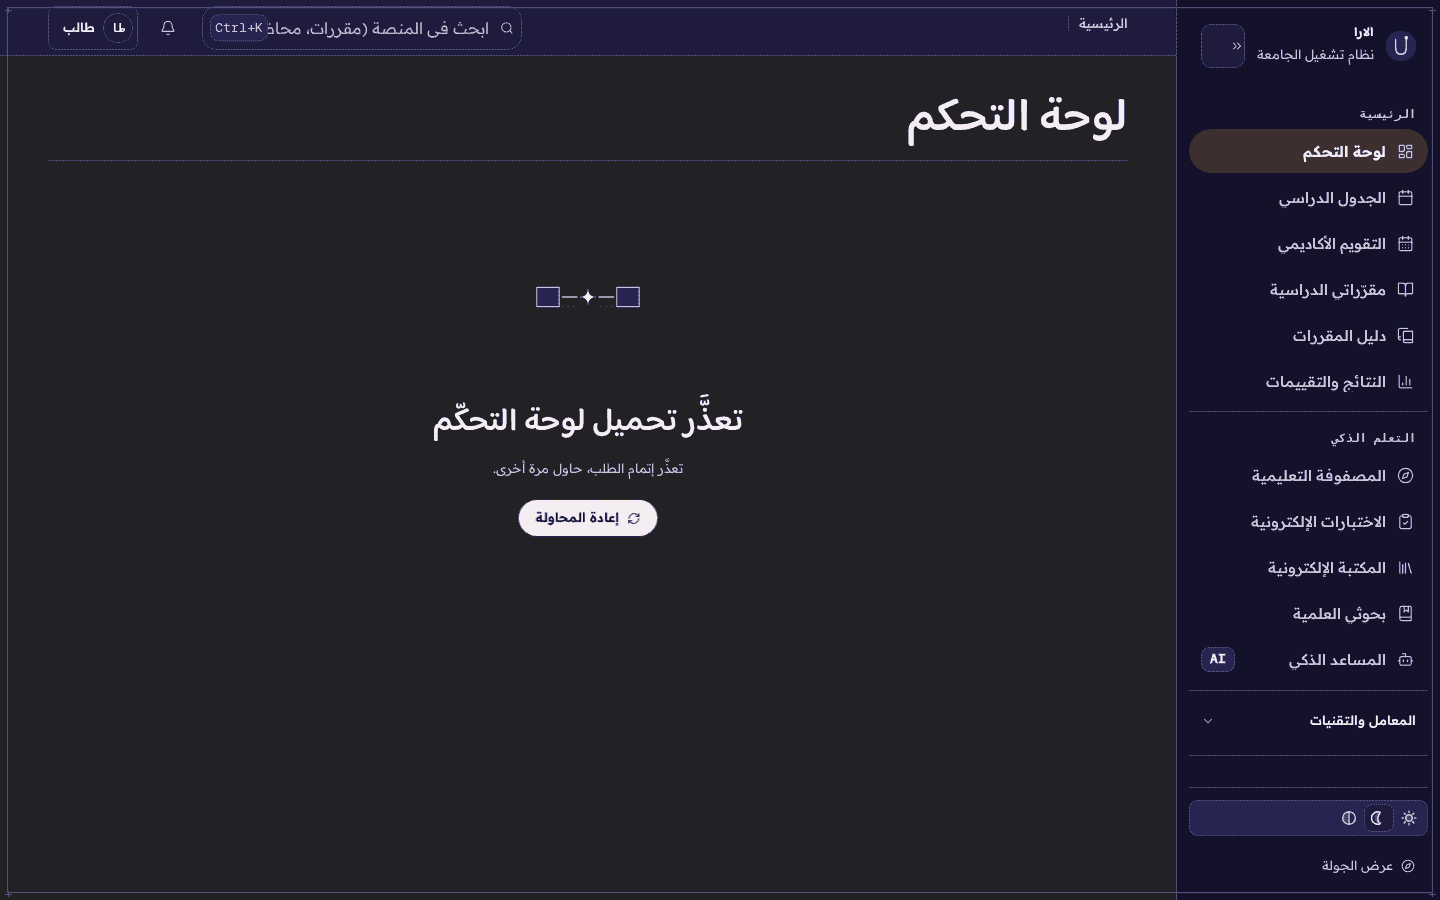 الارا
نظام تشغيل الجامعة
الرئيسية
لوحة التحكم
الجدول الدراسي
التقويم الأكاديمي
مقرّراتي الدراسية
دليل المقررات
النتائج والتقييمات
التعلم الذكي
المصفوفة التعليمية
الاختبارات الإلكترونية
المكتبة الإلكترونية
بحوثي العلمية
المساعد الذكي AI
المعامل والتقنيات
عرض الجولة
الرئيسية
ابحث في المنصة (مقررات، Ctrl+K
طا طالب
لوحة التحكم
تعذَّر تحميل لوحة التحكّم
تعذَّر إتمام الطلب، حاول مرة أخرى.
إعادة المحاولة